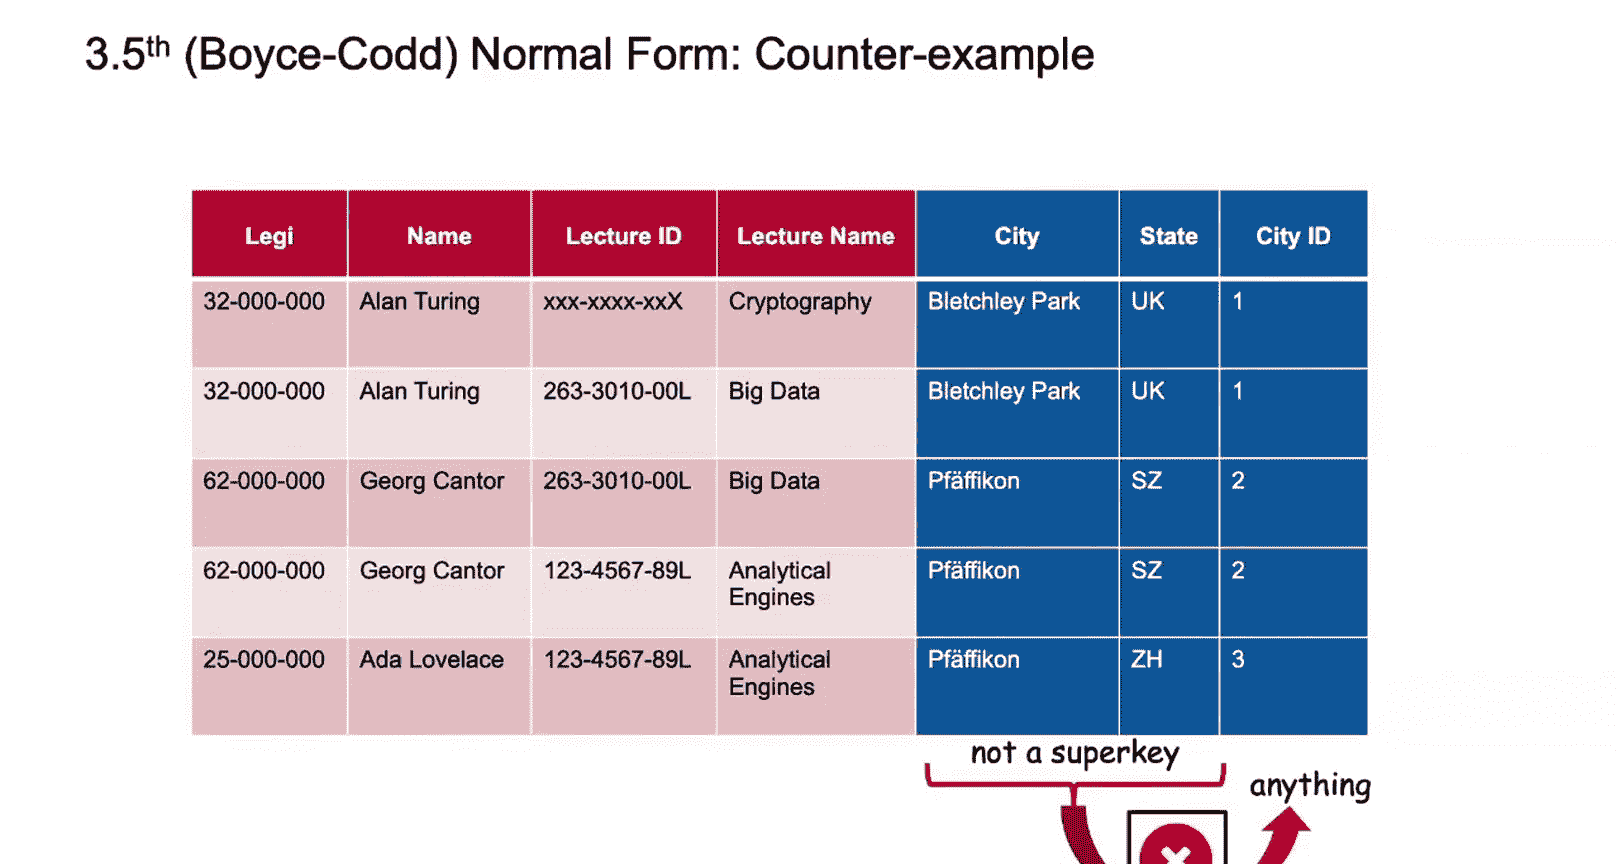 3.5th (Boyce-Codd) Normal Form: Counter-example
Legi Name Lecture ID Lecture Name City State City ID
32-000-000 Alan Turing xxx-xxxx-xxX Cryptography Bletchley Park UK 1
32-000-000 Alan Turing 263-3010-00L Big Data Bletchley Park UK 1
62-000-000 Georg Cantor 263-3010-00L Big Data Pfäffikon SZ 2
62-000-000 Georg Cantor 123-4567-89L Analytical Engines Pfäffikon SZ 2
25-000-000 Ada Lovelace 123-4567-89L Analytical Engines Pfäffikon ZH 3
not a superkey
anything